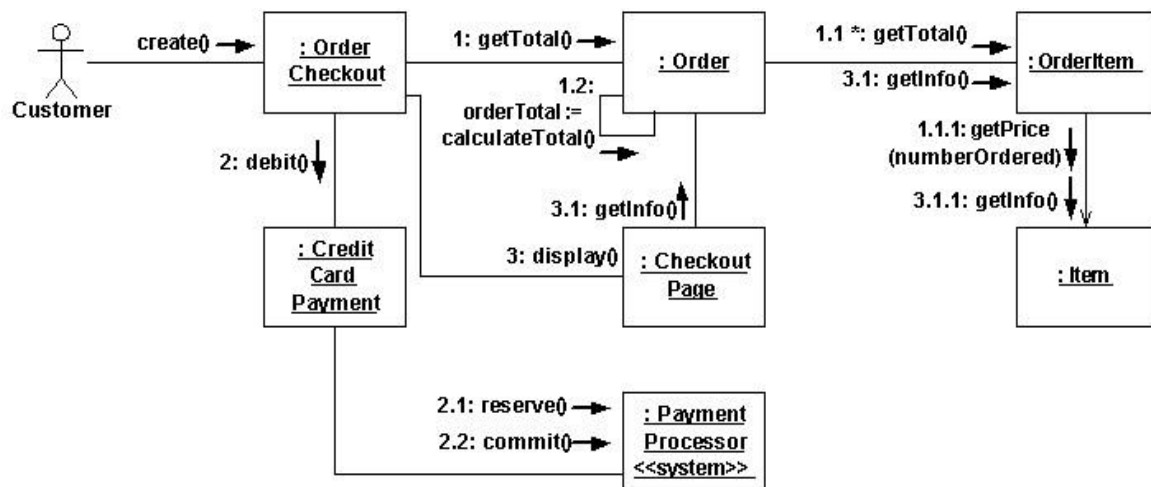 create()
Customer
: Order
Checkout
1: getTotal()
: Order
1.1 *: getTotal()
3.1: getInfo()
:OrderItem
1.2:
orderTotal :=
calculateTotal()
1.1.1: getPrice
(numberOrdered)
3.1.1: getInfo()
2: debit()
3.1: getInfo()
: Credit
Card
Payment
3: display()
: Checkout
Page
: Item
2.1: reserve()
2.2: commit()
: Payment
Processor
<<system>>